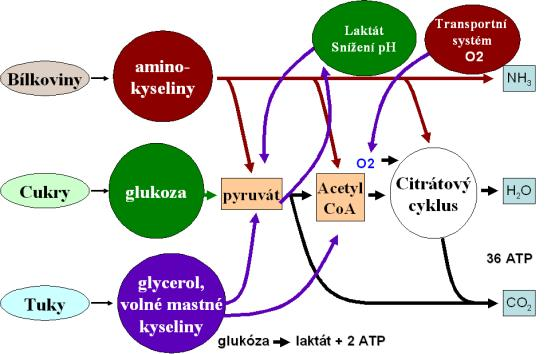 Laktát
Snížení pH
Transportní
systém
O2
Bílkoviny
amino-
kyseliny
NH3
O2
Cukry
glukoza
pyruvát
Acetyl
CoA
Citrátový
cyklus
H2O
36 ATP
Tuky
glycerol,
volné mastné
kyseliny
CO2
glukóza → laktát + 2 ATP